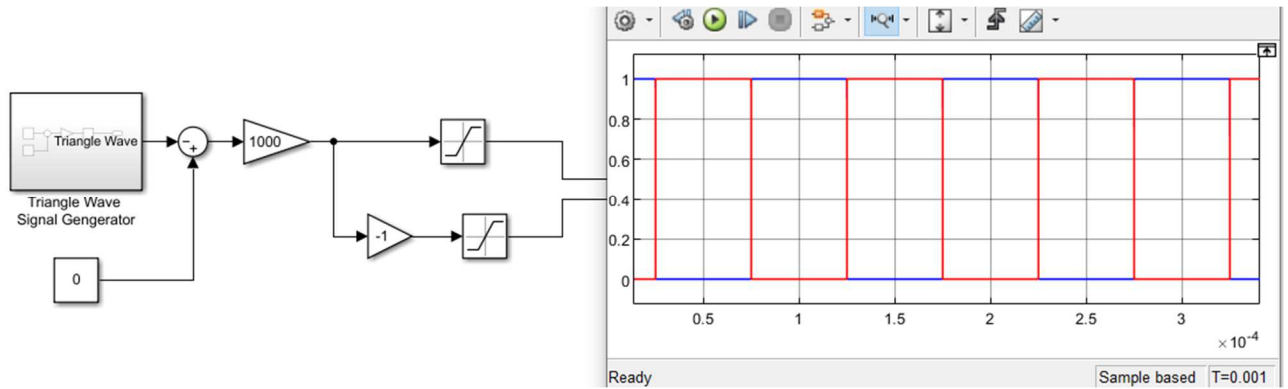 Triangle Wave
-
+
1000
Triangle Wave
Signal Gengerator
-1
0
1
0.8
0.6
0.4
0.2
0
0.5 1 1.5 2 2.5 3
×10-4
Ready Sample based T=0.001